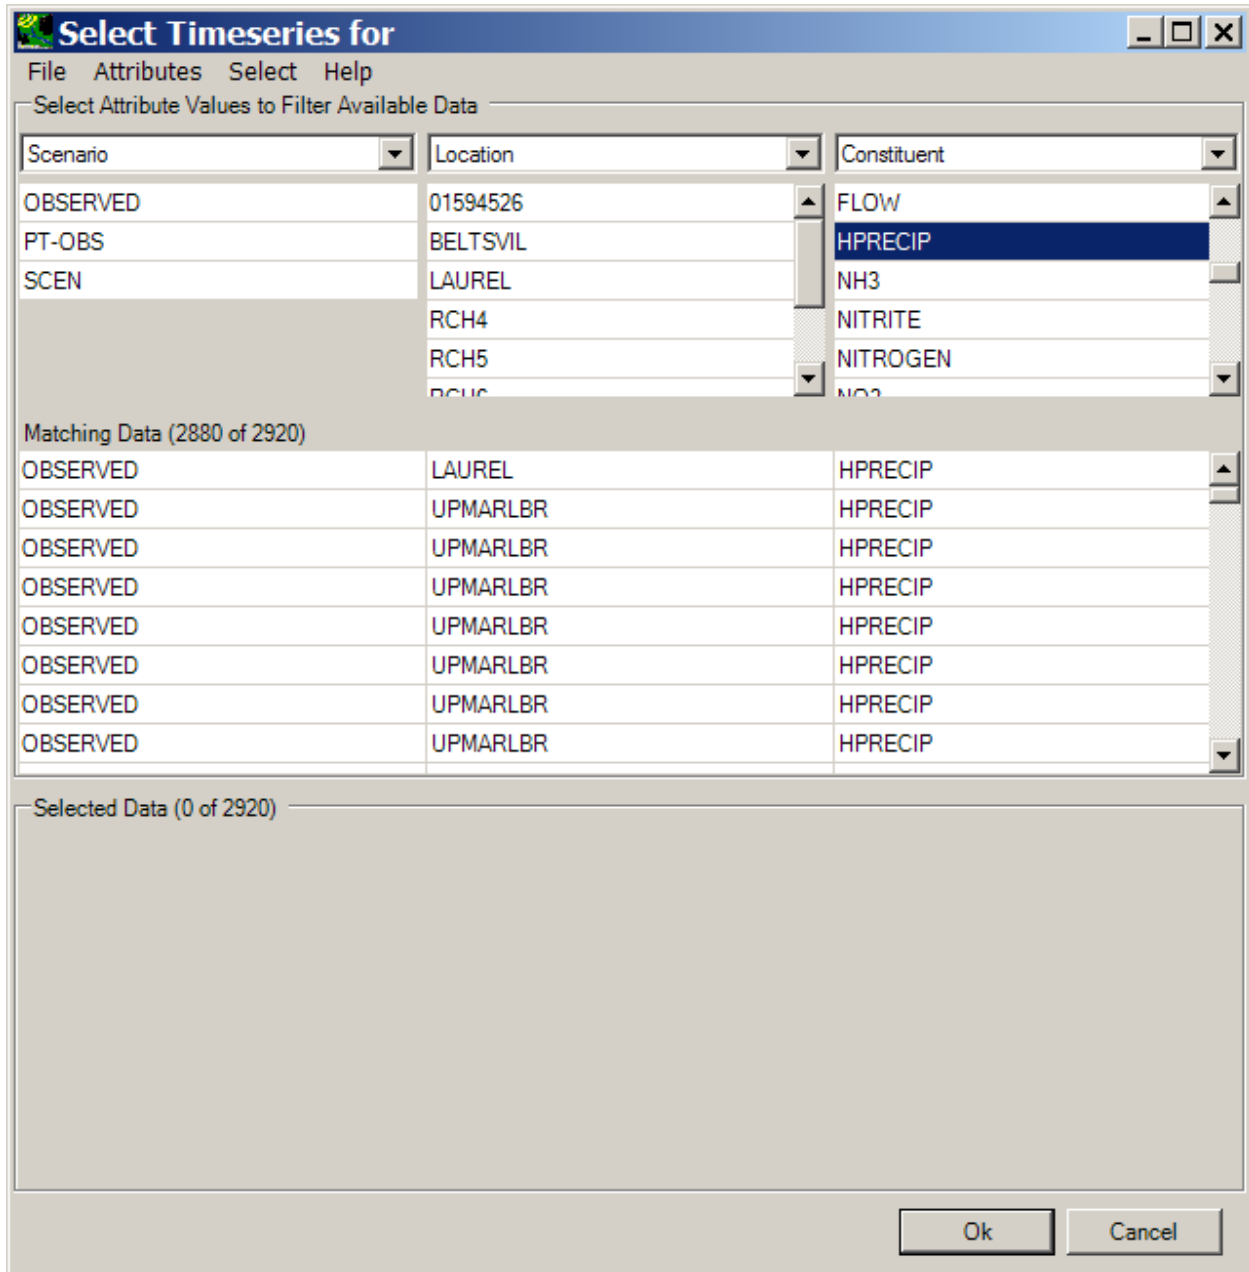 Select Timeseries for
File Attributes Select Help
Select Attribute Values to Filter Available Data
Scenario Location Constituent
OBSERVED 01594526 FLOW
PT-OBS BELTSVIL HPRECIP
SCEN LAUREL NH3
RCH4 NITRITE
RCH5 NITROGEN
Matching Data (2880 of 2920)
OBSERVED LAUREL HPRECIP
OBSERVED UPMARLBR HPRECIP
OBSERVED UPMARLBR HPRECIP
OBSERVED UPMARLBR HPRECIP
OBSERVED UPMARLBR HPRECIP
OBSERVED UPMARLBR HPRECIP
OBSERVED UPMARLBR HPRECIP
OBSERVED UPMARLBR HPRECIP
Selected Data (0 of 2920)
Ok Cancel